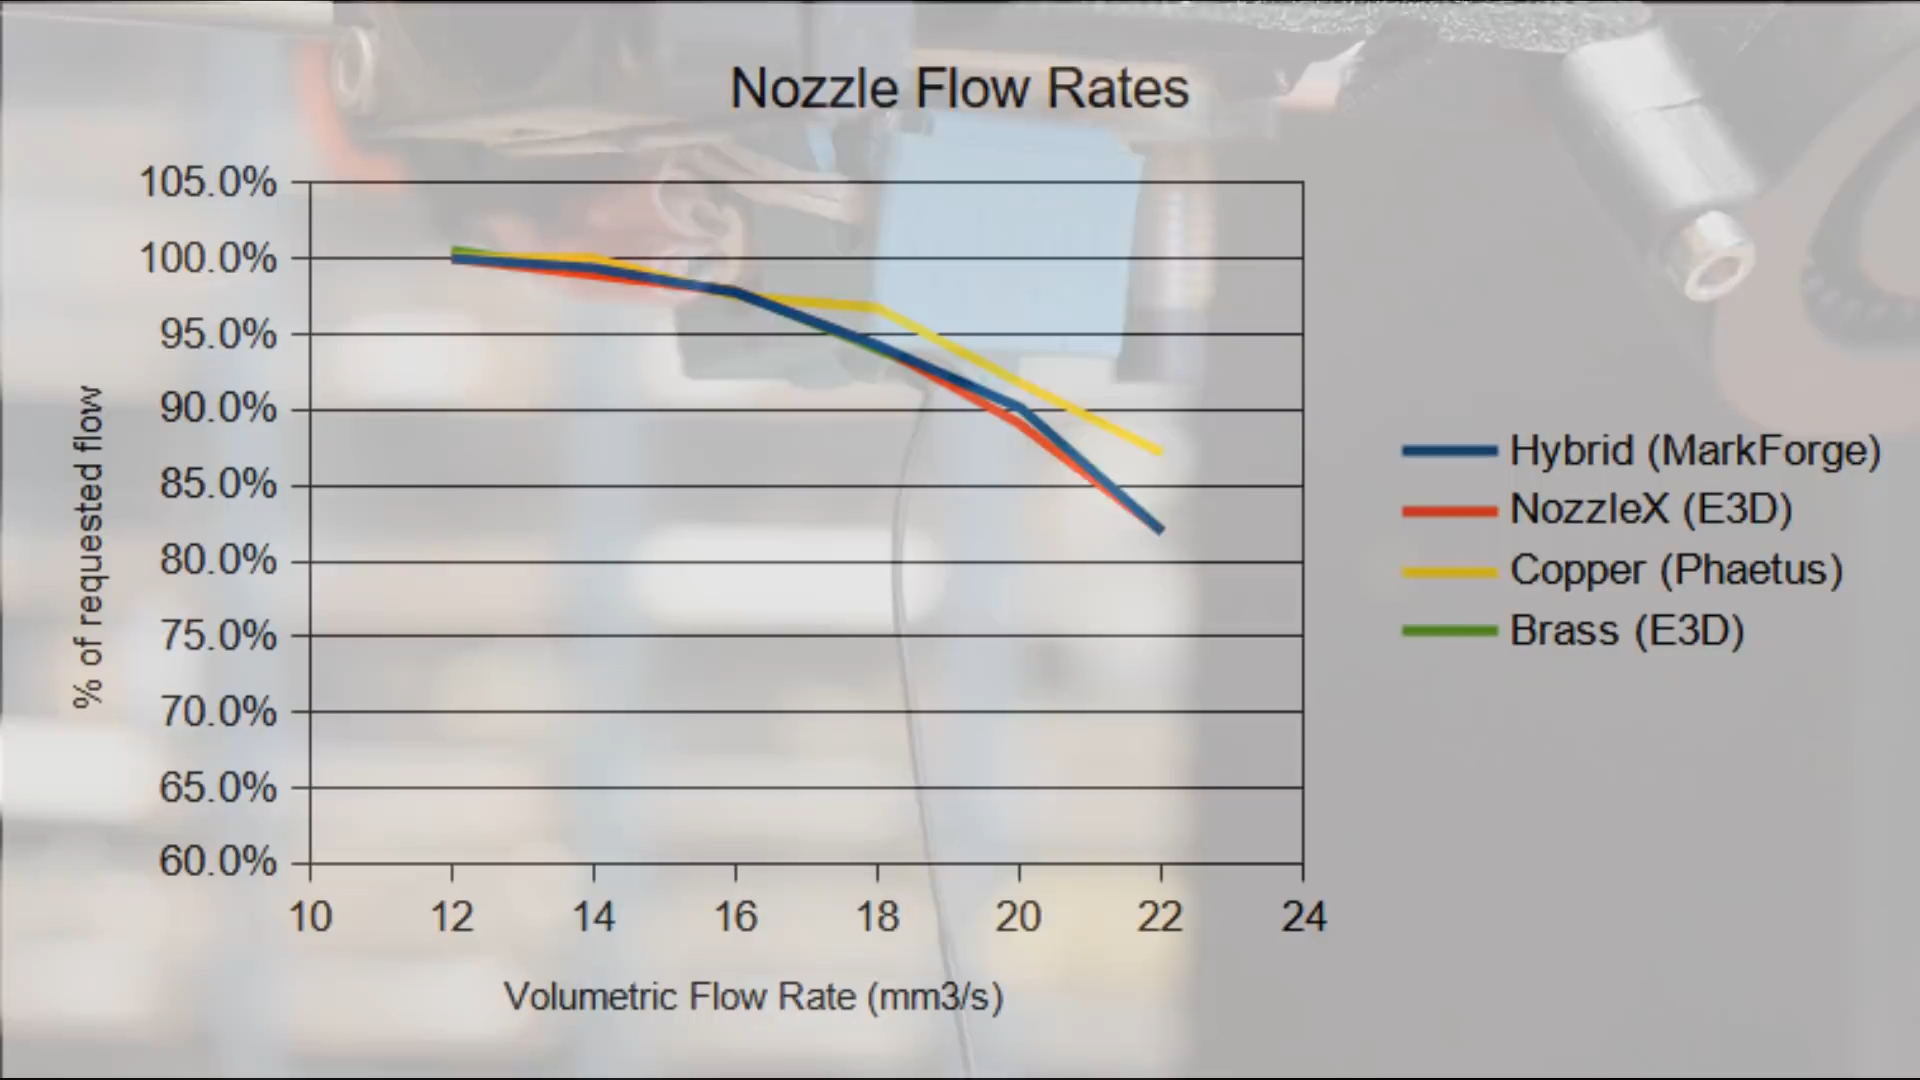 Nozzle Flow Rates
105.0%
100.0%
95.0%
90.0%
85.0%
80.0%
75.0%
70.0%
65.0%
60.0%
% of requested flow
10 12 14 16 18 20 22 24
Volumetric Flow Rate (mm3/s)
Hybrid (MarkForge)
NozzleX (E3D)
Copper (Phaetus)
Brass (E3D)